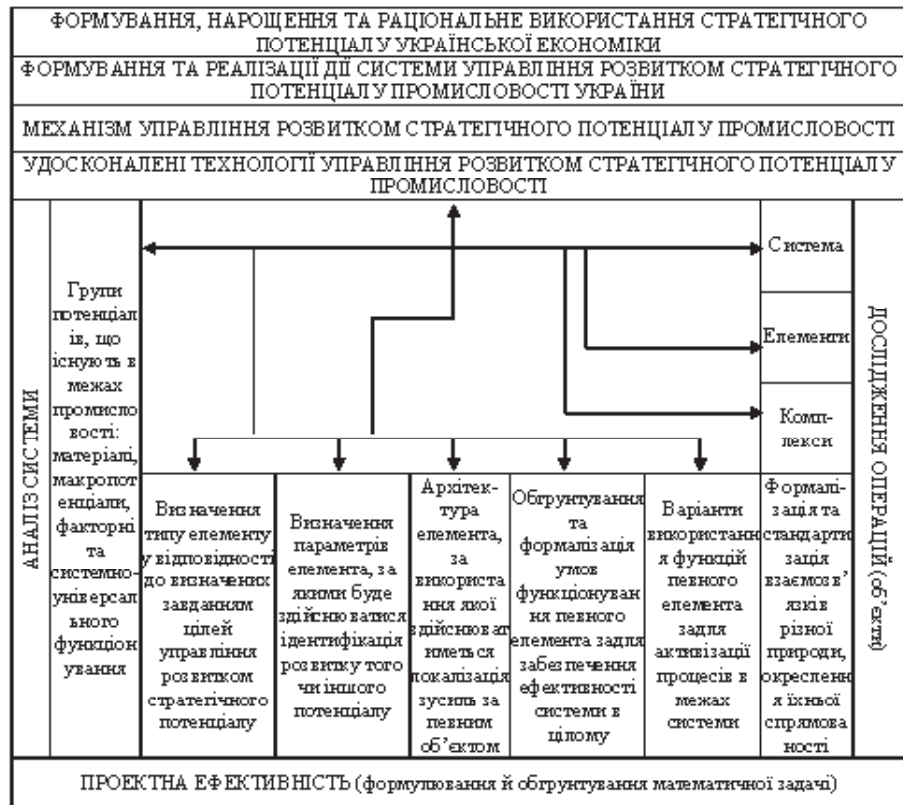 ФОРМУВАННЯ, НАРОЩЕННЯ ТА РАЦІОНАЛЬНЕ ВИКОРИСТАННЯ СТРАТЕГІЧНОГО
ПОТЕНЦІАЛУ УКРАЇНСЬКОЇ ЕКОНОМІКИ
ФОРМУВАННЯ ТА РЕАЛІЗАЦІЇ ДІЇ СИСТЕМИ УПРАВЛІННЯ РОЗВИТКОМ СТРАТЕГІЧНОГО
ПОТЕНЦІАЛУ ПРОМИСЛОВОСТІ УКРАЇНИ
МЕХАНІЗМ УПРАВЛІННЯ РОЗВИТКОМ СТРАТЕГІЧНОГО ПОТЕНЦІАЛУ ПРОМИСЛОВОСТІ
УДОСКОНАЛЕНІ ТЕХНОЛОГІЇ УПРАВЛІННЯ РОЗВИТКОМ СТРАТЕГІЧНОГО ПОТЕНЦІАЛУ
ПРОМИСЛОВОСТІ
АНАЛІЗ СИСТЕМИ
Групи
потенціал
ів, що
існують в
межах
промисло
вості:
матеріалі,
макропот
енціали,
факторні
та
системно-
універсал
ьного
функціон
ування
Система
Елементи
Комп-
лекси
Визначення
типу елементу
у відповідності
до визначених
завданням
цілей
управління
розвитком
стратегічного
потенціалу
Визначення
параметрів
елемента, за
якими буде
здійснюватися
ідентифікація
розвитку того
чи іншого
потенціалу
Архітек-
тура
елемента,
за
використа
ння якої
здійснюват
иметься
локалізація
зусиль за
певним
об’єктом
Обгрунтування
та
формалізація
умов
функціонуван
ня певного
елемента задля
забезпечення
ефективності
системи в
цілому
Варіанти
використанн
я функцій
певного
елемента
задля
активізації
процесів в
межах
системи
Формалі-
зація та
стандарти
зація
взаємозв’
язків
різної
природи,
окреслен
ня їхньої
спрямов
аності
ДОСЛІДЖЕННЯ ОПЕРАЦІЙ (об’єкти)
ПРОЕКТНА ЕФЕКТИВНІСТЬ (формулювання й обгрунтування математичної задачі)